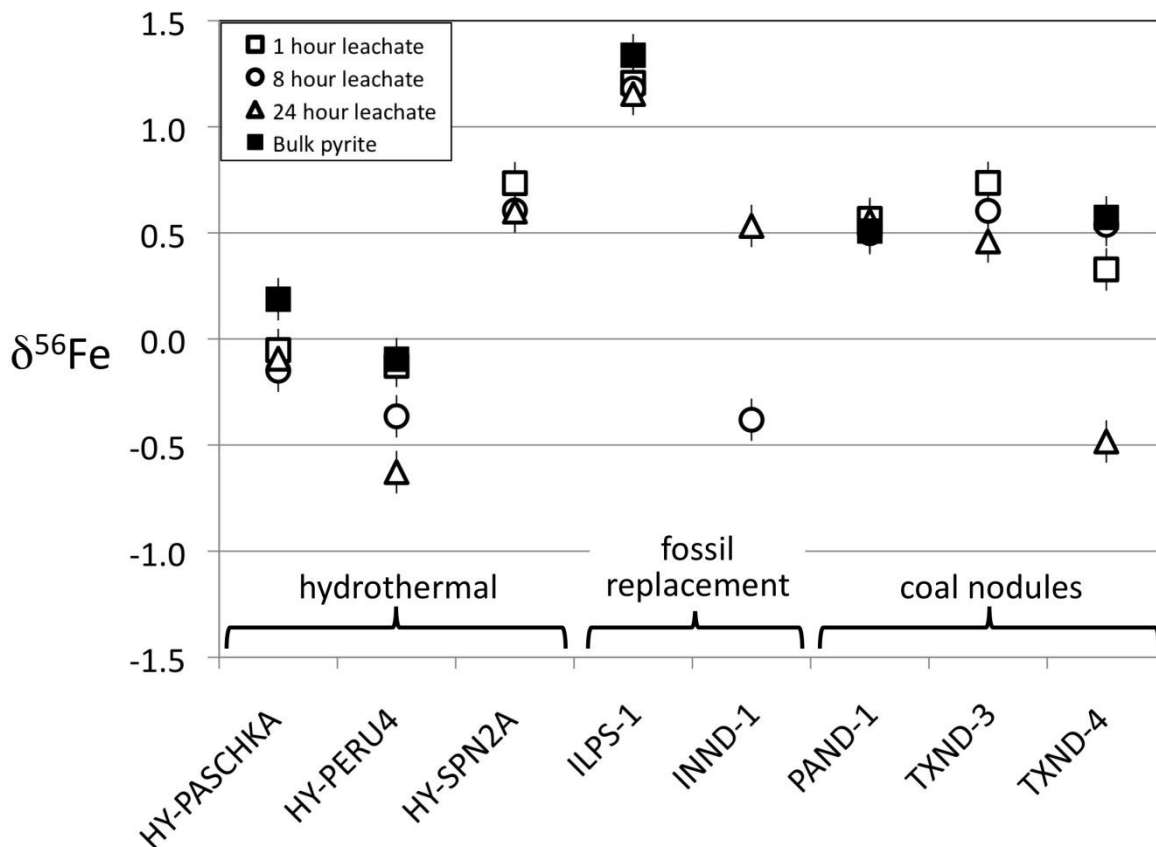 1 hour leachate
8 hour leachate
24 hour leachate
Bulk pyrite
δ⁵⁶Fe
1.5
1.0
0.5
0.0
-0.5
-1.0
-1.5
hydrothermal
fossil
replacement
coal nodules
HY-PASCHKA
HY-PERU4
HY-SPN2A
ILPS-1
INND-1
PAND-1
TXND-3
TXND-4